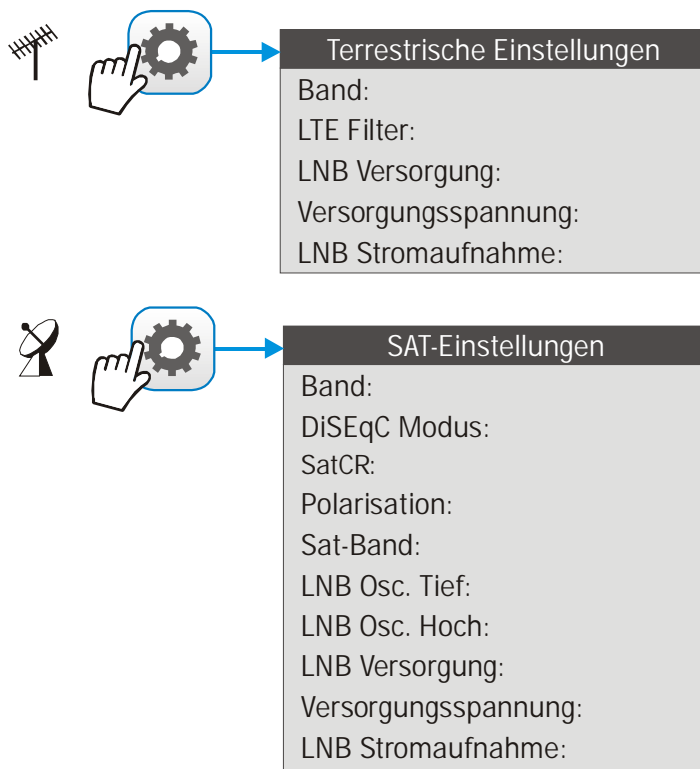 Terrestrische Einstellungen
Band:
LTE Filter:
LNB Versorgung:
Versorgungsspannung:
LNB Stromaufnahme:
SAT-Einstellungen
Band:
DiSEqC Modus:
SatCR:
Polarisation:
Sat-Band:
LNB Osc. Tief:
LNB Osc. Hoch:
LNB Versorgung:
Versorgungsspannung:
LNB Stromaufnahme: